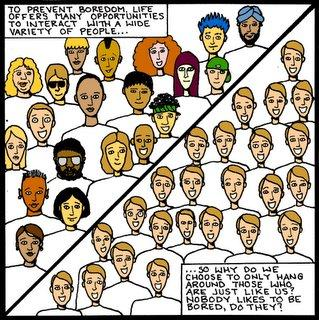 TO PREVENT BOREDOM, LIFE
OFFERS MANY OPPORTUNITIES
TO INTERACT WITH A WIDE
VARIETY OF PEOPLE...
...SO WHY DO WE
CHOOSE TO ONLY HANG
AROUND THOSE WHO
ARE JUST LIKE US?
NOBODY LIKES TO BE
BORED, DO THEY?